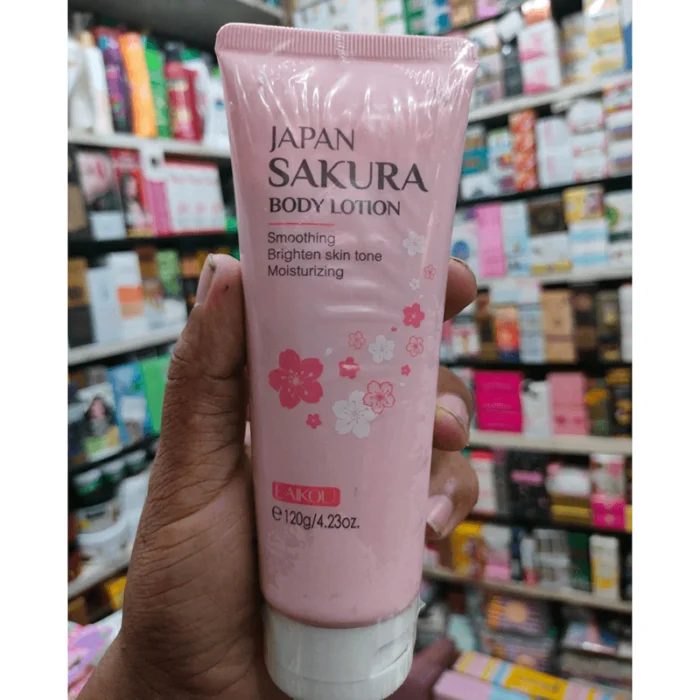 JAPAN
SAKURA
BODY LOTION
Smoothing
Brighten skin tone
Moisturizing
LAIKOU
℮120g/4.23oz.